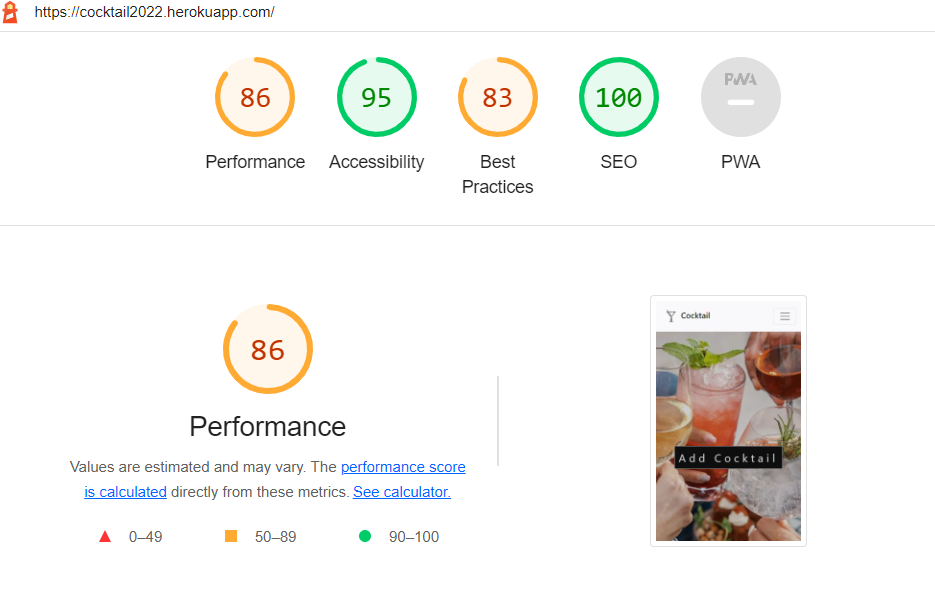 https://cocktail2022.herokuapp.com/
86
95
83
100
PWA
Performance
Accessibility
Best
Practices
SEO
PWA
86
Performance
Values are estimated and may vary. The performance score
is calculated directly from these metrics. See calculator.
0–49
50–89
90–100
Cocktail
Add Cocktail